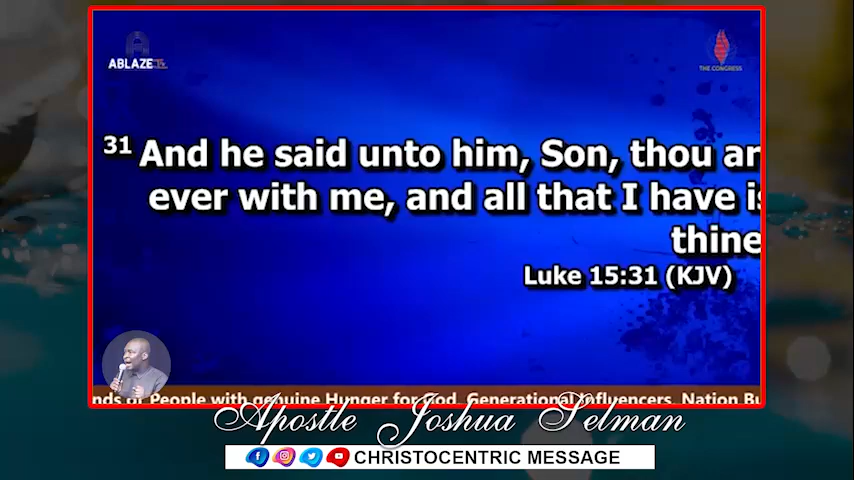 ABLAZE TV
THE CONGRESS
31 And he said unto him, Son, thou ar
ever with me, and all that I have is
thine
Luke 15:31 (KJV)
nds of People with genuine Hunger for God, Generational Influencers, Nation Bu
Apostle Joshua Selman
CHRISTOCENTRIC MESSAGE